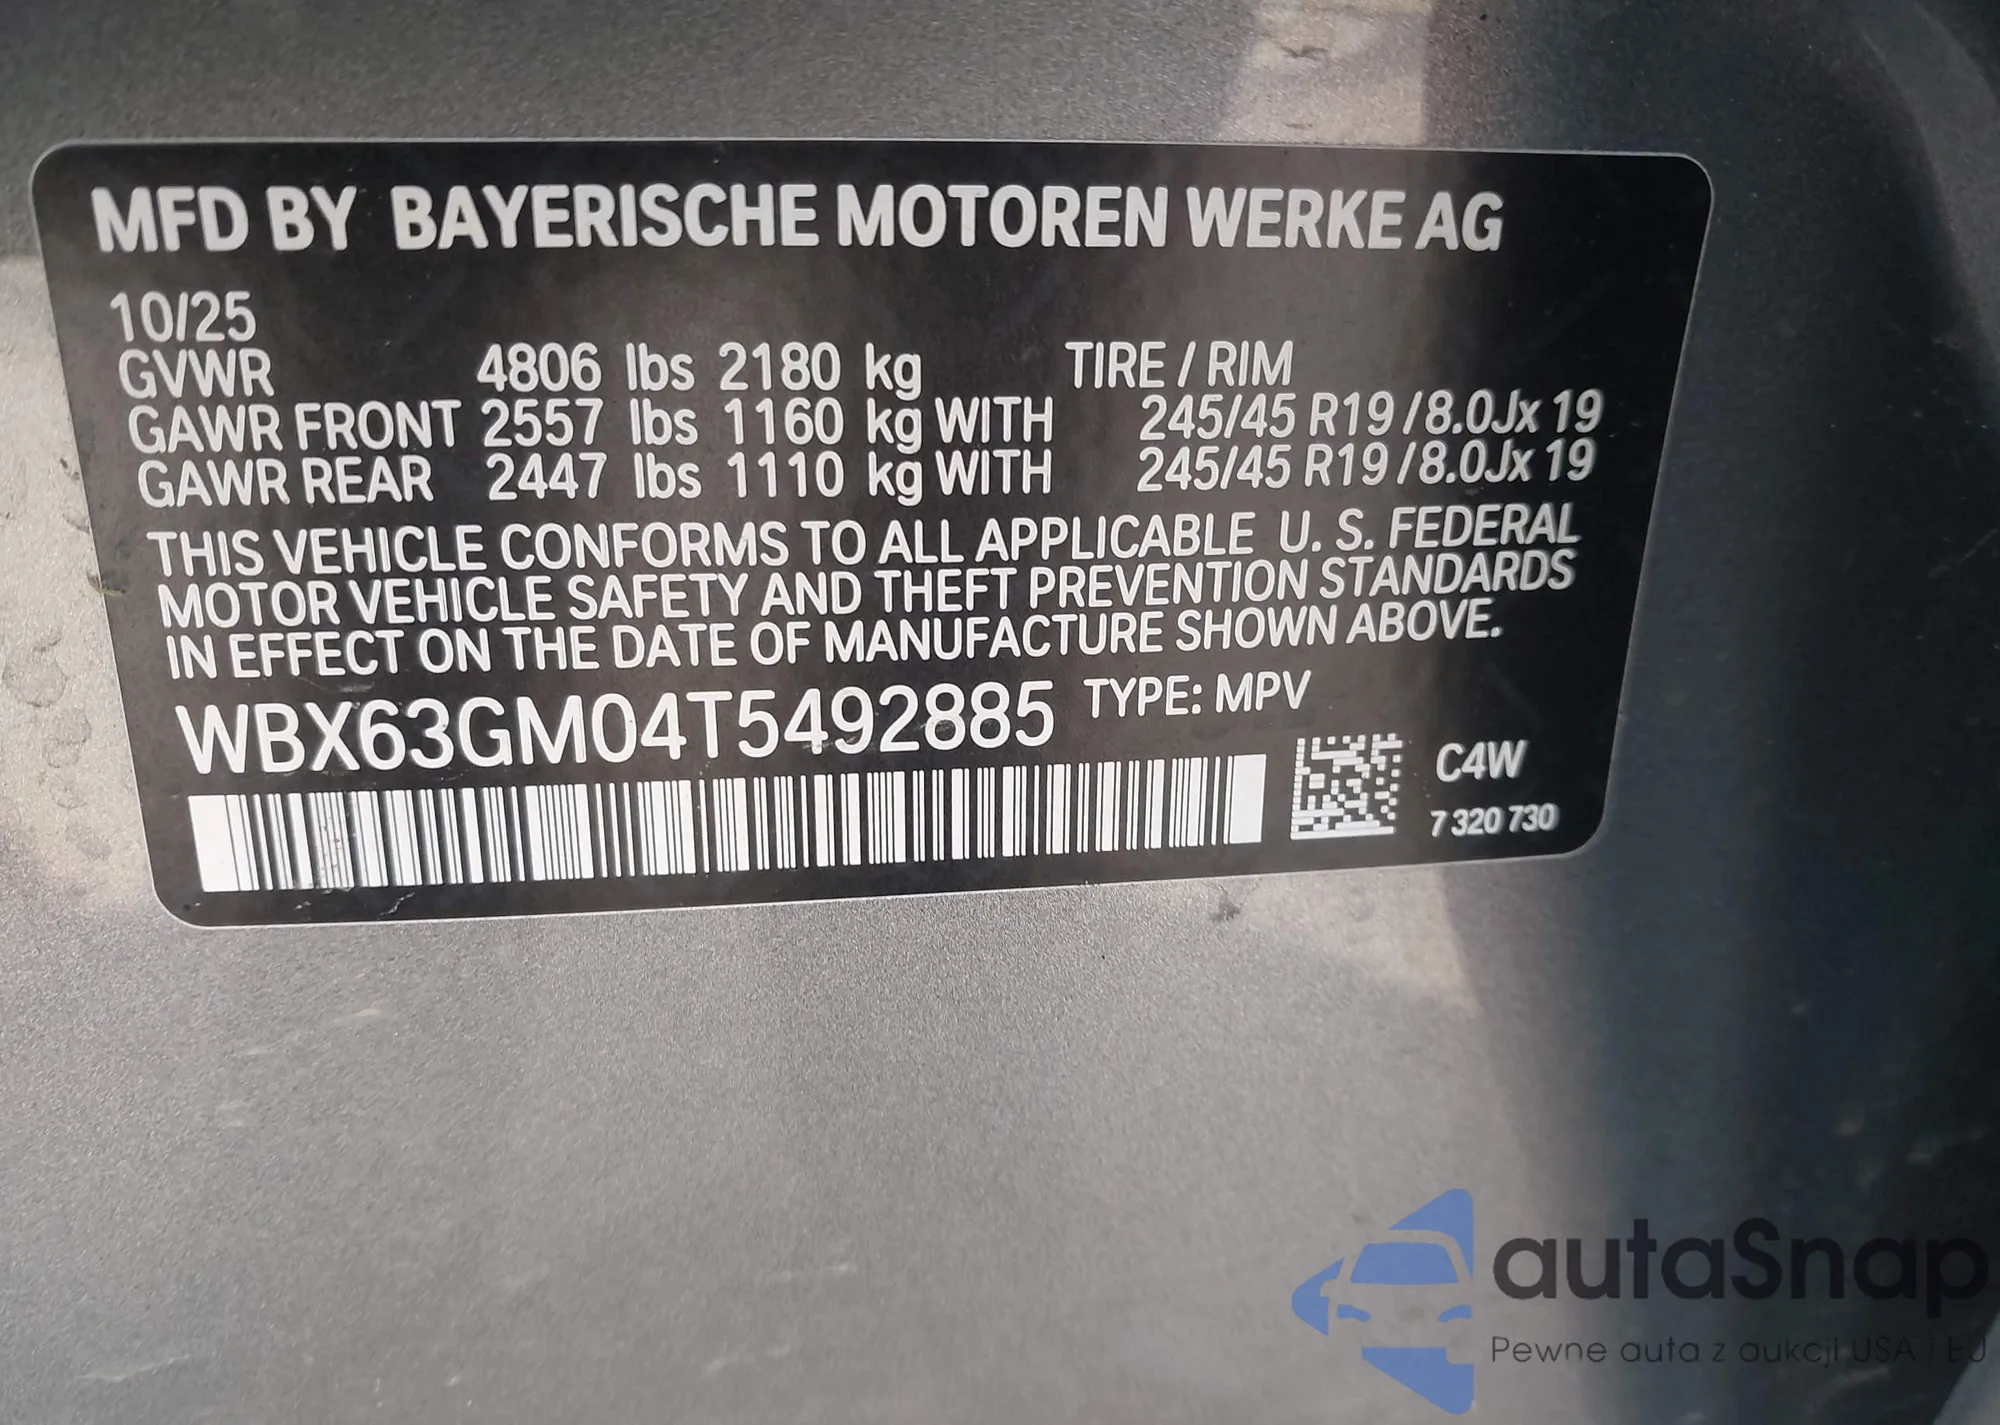 MFD BY BAYERISCHE MOTOREN WERKE AG
10/25
GVWR 4806 lbs 2180 kg TIRE / RIM
GAWR FRONT 2557 lbs 1160 kg WITH 245/45 R19 / 8.0Jx 19
GAWR REAR 2447 lbs 1110 kg WITH 245/45 R19 / 8.0Jx 19
THIS VEHICLE CONFORMS TO ALL APPLICABLE U. S. FEDERAL
MOTOR VEHICLE SAFETY AND THEFT PREVENTION STANDARDS
IN EFFECT ON THE DATE OF MANUFACTURE SHOWN ABOVE.
WBX63GM04T5492885 TYPE: MPV
C4W
7 320 730
autaSnap
Pewne auta z aukcji USA i EU